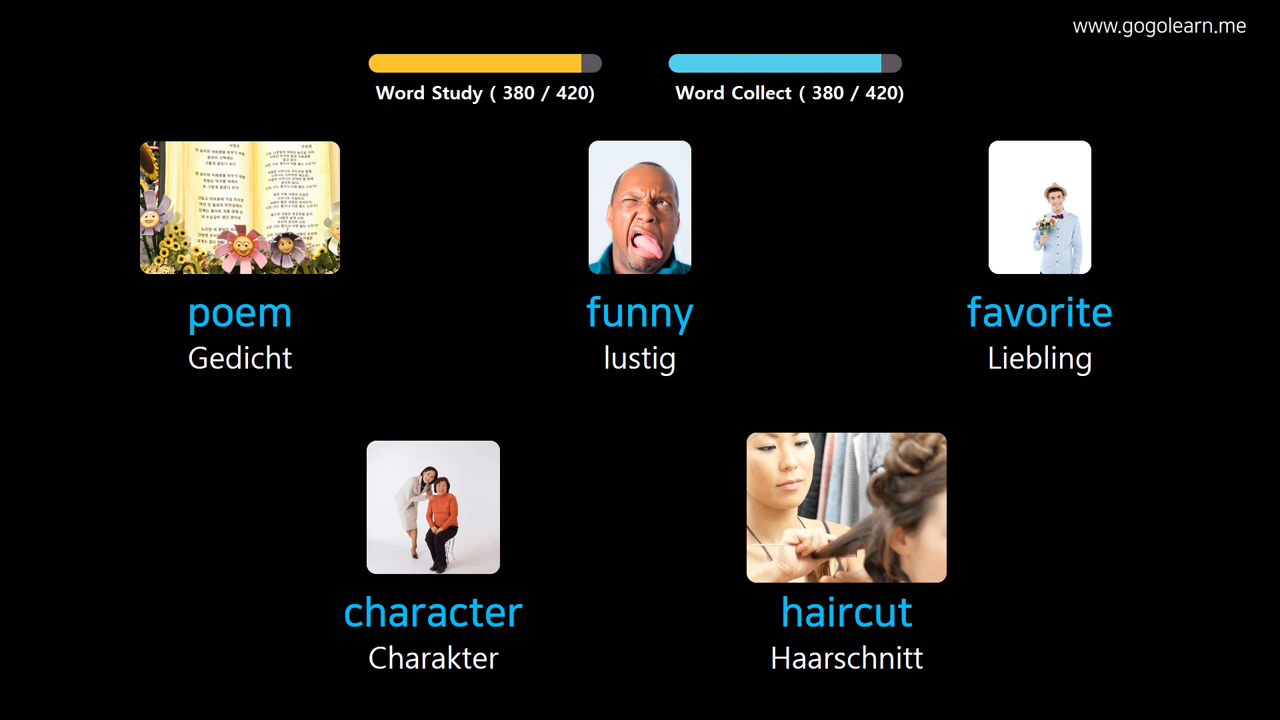 www.gogolearn.me
Word Study ( 380 / 420)
Word Collect ( 380 / 420)
poem
Gedicht
funny
lustig
favorite
Liebling
character
Charakter
haircut
Haarschnitt